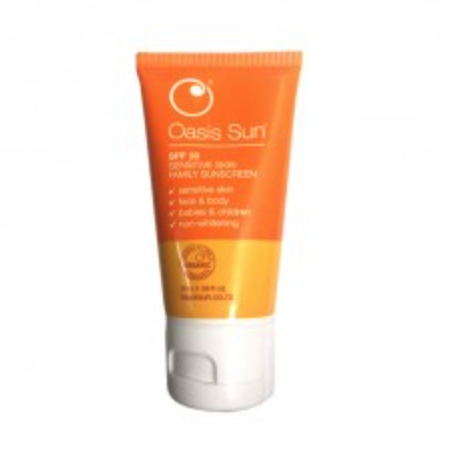 Oasis Sun
SPF 30
SENSITIVE SKIN
FAMILY SUNSCREEN
sensitive skin
face & body
babies & children
non-whitening